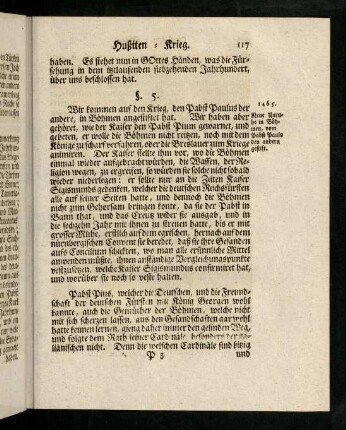 Hußiten - Krieg. 117
haben. Es stehet nun in GOttes Händen, was die Für-
sehung in dem itzlaufenden siebzehenden Jahrhundert,
über uns beschlossen hat.
§. 5.
Wir kommen auf den Krieg, den Pabst Paulus der
andere, in Böhmen angestiftet hat. Wir haben aber
gehöret, wie der Kaiser den Pabst Pium gewarnet, und
gebeten, er wolle die Böhmen nicht reitzen, noch mit dem
Könige zu scharf verfahren, oder die Breslauer zum Kriege
animiren. Der Kaiser stellte ihm vor, wo die Böhmen
einmal wieder aufgebracht würden, die Waffen, der Re-
ligion wegen, zu ergreifen, so würden sie solche nicht sobald
wieder niederlegen: er sollte nur an die Zeiten Kaiser
Sigismunds gedenken, welcher die deutschen Reichsfürsten
alle auf seiner Seiten hatte, und dennoch die Böhmen
nicht zum Gehorsam bringen konte, da sie der Pabst in
Bann that, und das Creutz wider sie ausgab, und in
die sechzehn Jahr mit ihnen zu streiten hatte, bis er mit
grosser Mühe, erstlich auf dem egrischen, hernach auf dem
nürnbergischen Convent sie beredet, daß sie ihre Gesandten
aufs Concilium schickten, wo man alle ersinnliche Mittel
anwenden müßte, ihnen anständige Vergleichungspunkte
vestzusetzen, welche Kaiser Sigismundus confirmiret hat,
und worüber sie noch so veste halten.
Pabst Pius, welcher die Deutschen, und die Freund-
schaft der deutschen Fürsten mit König Georgen wohl
kannte, auch die Gemüther der Böhmen, welche nicht
mit sich scherzen lassen, aus den Gesandschaften gar wohl
hatte kennen lernen, gieng daher immer den gelinden Weg,
und folgte dem Rath seiner Cardinäle, besonders der ita-
liänischen nicht. Denn die welschen Cardinäle sind hitzig
P 5 und
1465.
Neue Unru-
he in Böh-
men, von
Pabst Paulo
den andern
gestift.